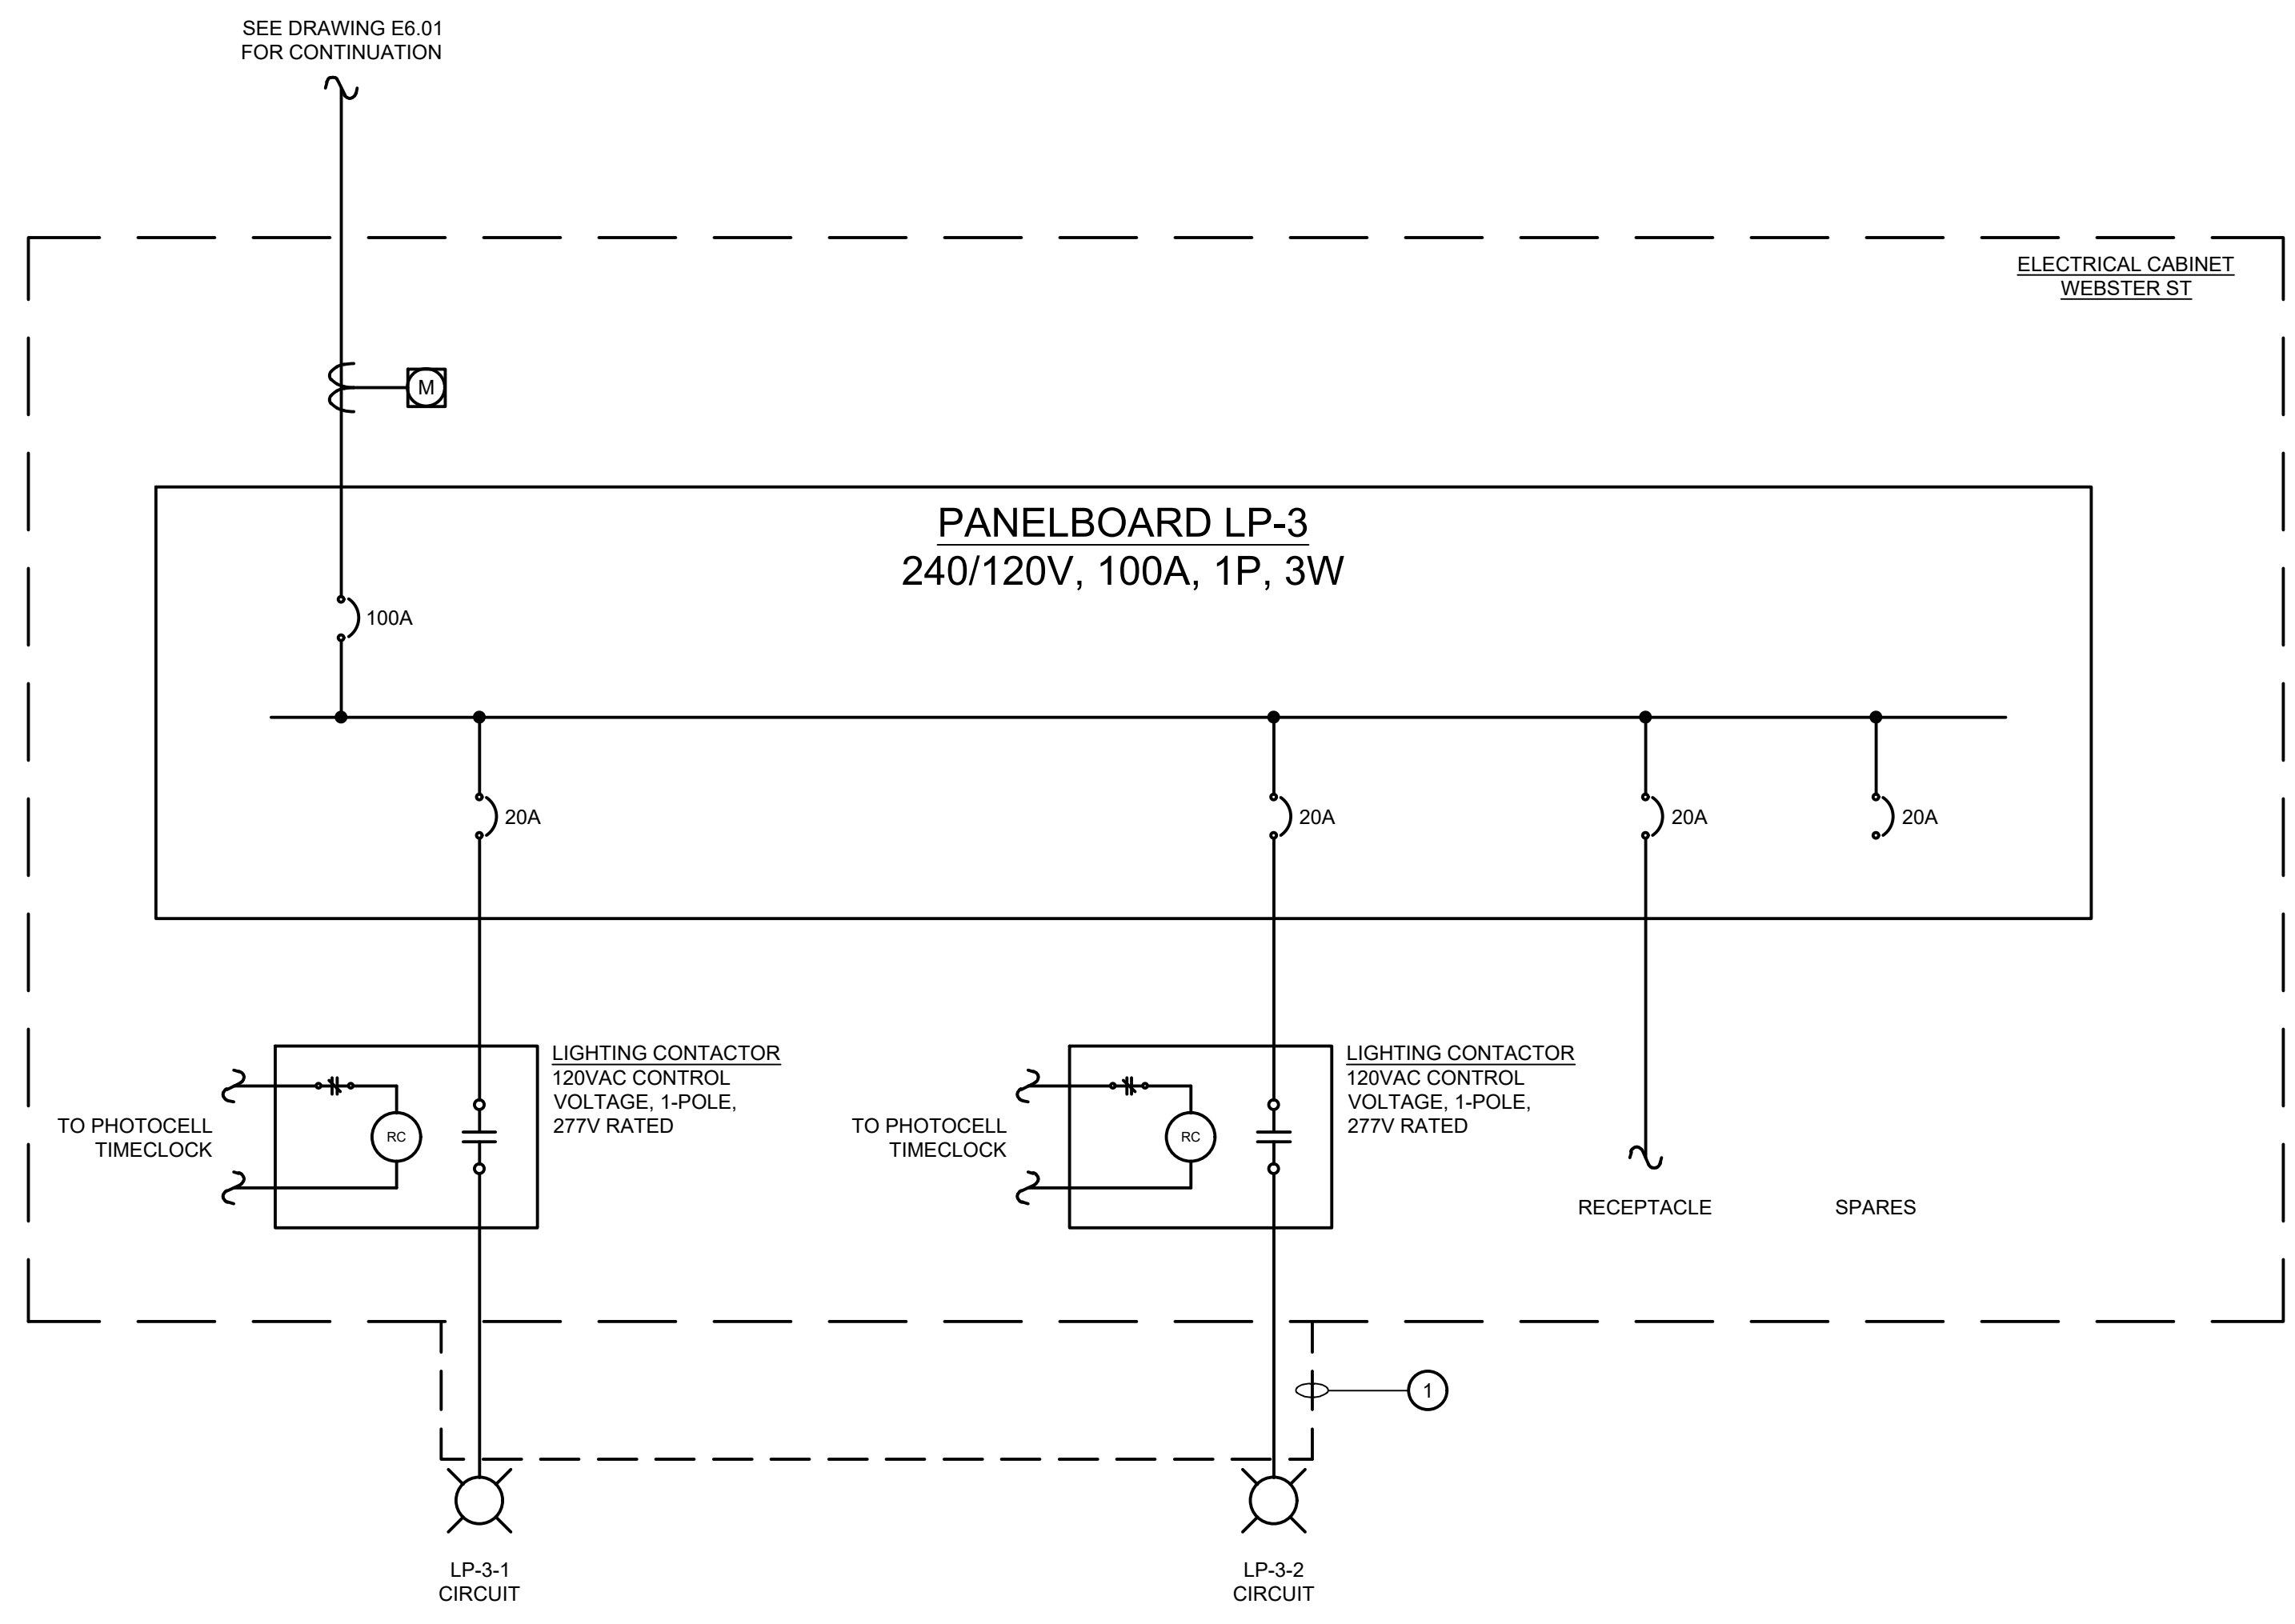 SEE DRAWING E6.01
FOR CONTINUATION
ELECTRICAL CABINET
WEBSTER ST
M
PANELBOARD LP-3
240/120V, 100A, 1P, 3W
100A
20A
20A
20A
20A
TO PHOTOCELL
TIMECLOCK
RC
LIGHTING CONTACTOR
120VAC CONTROL
VOLTAGE, 1-POLE,
277V RATED
TO PHOTOCELL
TIMECLOCK
RC
LIGHTING CONTACTOR
120VAC CONTROL
VOLTAGE, 1-POLE,
277V RATED
RECEPTACLE
SPARES
1
LP-3-1
CIRCUIT
LP-3-2
CIRCUIT